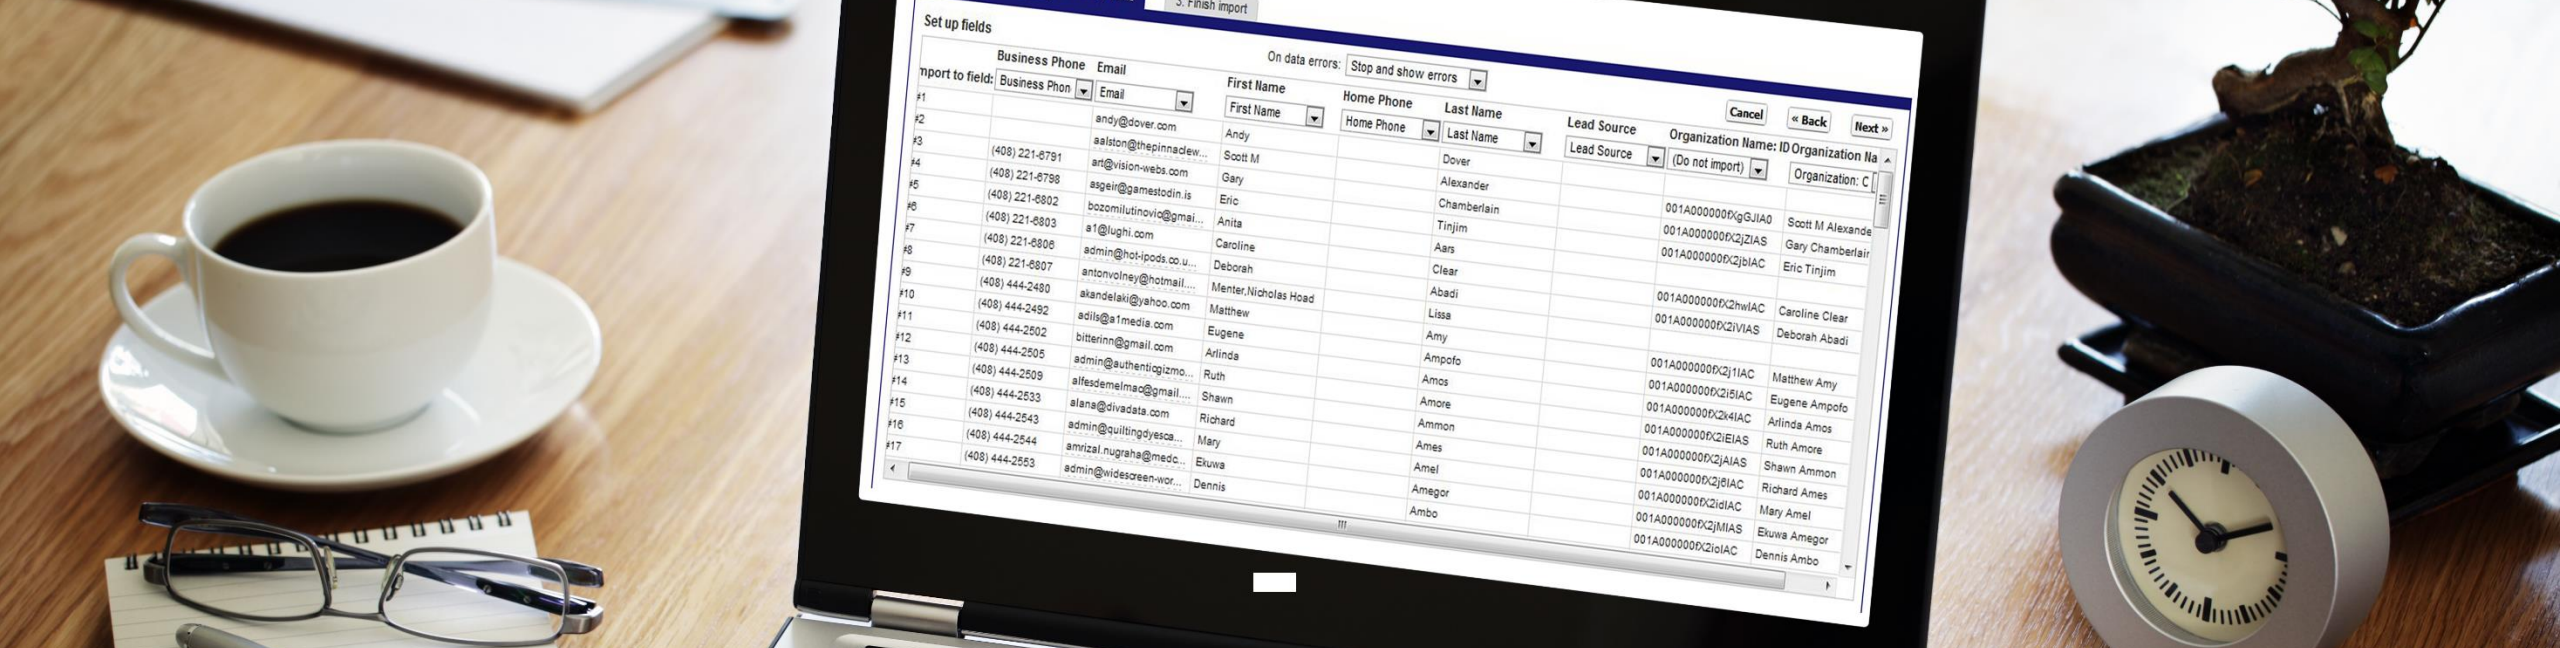 3. Finish import
Set up fields
On data errors: Stop and show errors
Cancel « Back Next »
Business Phone Email First Name Home Phone Last Name Lead Source Organization Name: ID Organization Na
mport to field: Business Phon Email First Name Home Phone Last Name Lead Source (Do not import) Organization: C
#1 andy@dover.com Andy Dover
#2 aalston@thepinnaclew... Scott M Alexander 001A000000fXgGJIA0 Scott M Alexande
#3 (408) 221-6791 art@vision-webs.com Gary Chamberlain 001A000000fX2jZIAS Gary Chamberlain
#4 (408) 221-6798 asgeir@gamestodin.is Eric Tinjim 001A000000fX2jbIAC Eric Tinjim
#5 (408) 221-6802 bozomilutinovic@gmai... Anita Aars
#6 (408) 221-6803 a1@lughi.com Caroline Clear 001A000000fX2hwIAC Caroline Clear
#7 (408) 221-6806 admin@hot-ipods.co.u... Deborah Abadi 001A000000fX2iVIAS Deborah Abadi
#8 (408) 221-6807 antonvolney@hotmail.... Menter,Nicholas Hoad Lissa
#9 (408) 444-2480 akandelaki@yahoo.com Matthew Amy 001A000000fX2j1IAC Matthew Amy
#10 (408) 444-2492 adils@a1media.com Eugene Ampofo 001A000000fX2i5IAC Eugene Ampofo
#11 (408) 444-2502 bitterinn@gmail.com Arlinda Amos 001A000000fX2k4IAC Arlinda Amos
#12 (408) 444-2505 admin@authenticgizmo... Ruth Amore 001A000000fX2iEIAS Ruth Amore
#13 (408) 444-2509 alfesdemelmac@gmail.... Shawn Ammon 001A000000fX2jAIAS Shawn Ammon
#14 (408) 444-2533 alana@divadata.com Richard Ames 001A000000fX2j6IAC Richard Ames
#15 (408) 444-2543 admin@quiltingdyesca... Mary Amel 001A000000fX2idIAC Mary Amel
#16 (408) 444-2544 amrizal.nugraha@medc... Ekuwa Amegor 001A000000fX2jMIAS Ekuwa Amegor
#17 (408) 444-2553 admin@widescreen-wor... Dennis Ambo 001A000000fX2ioIAC Dennis Ambo